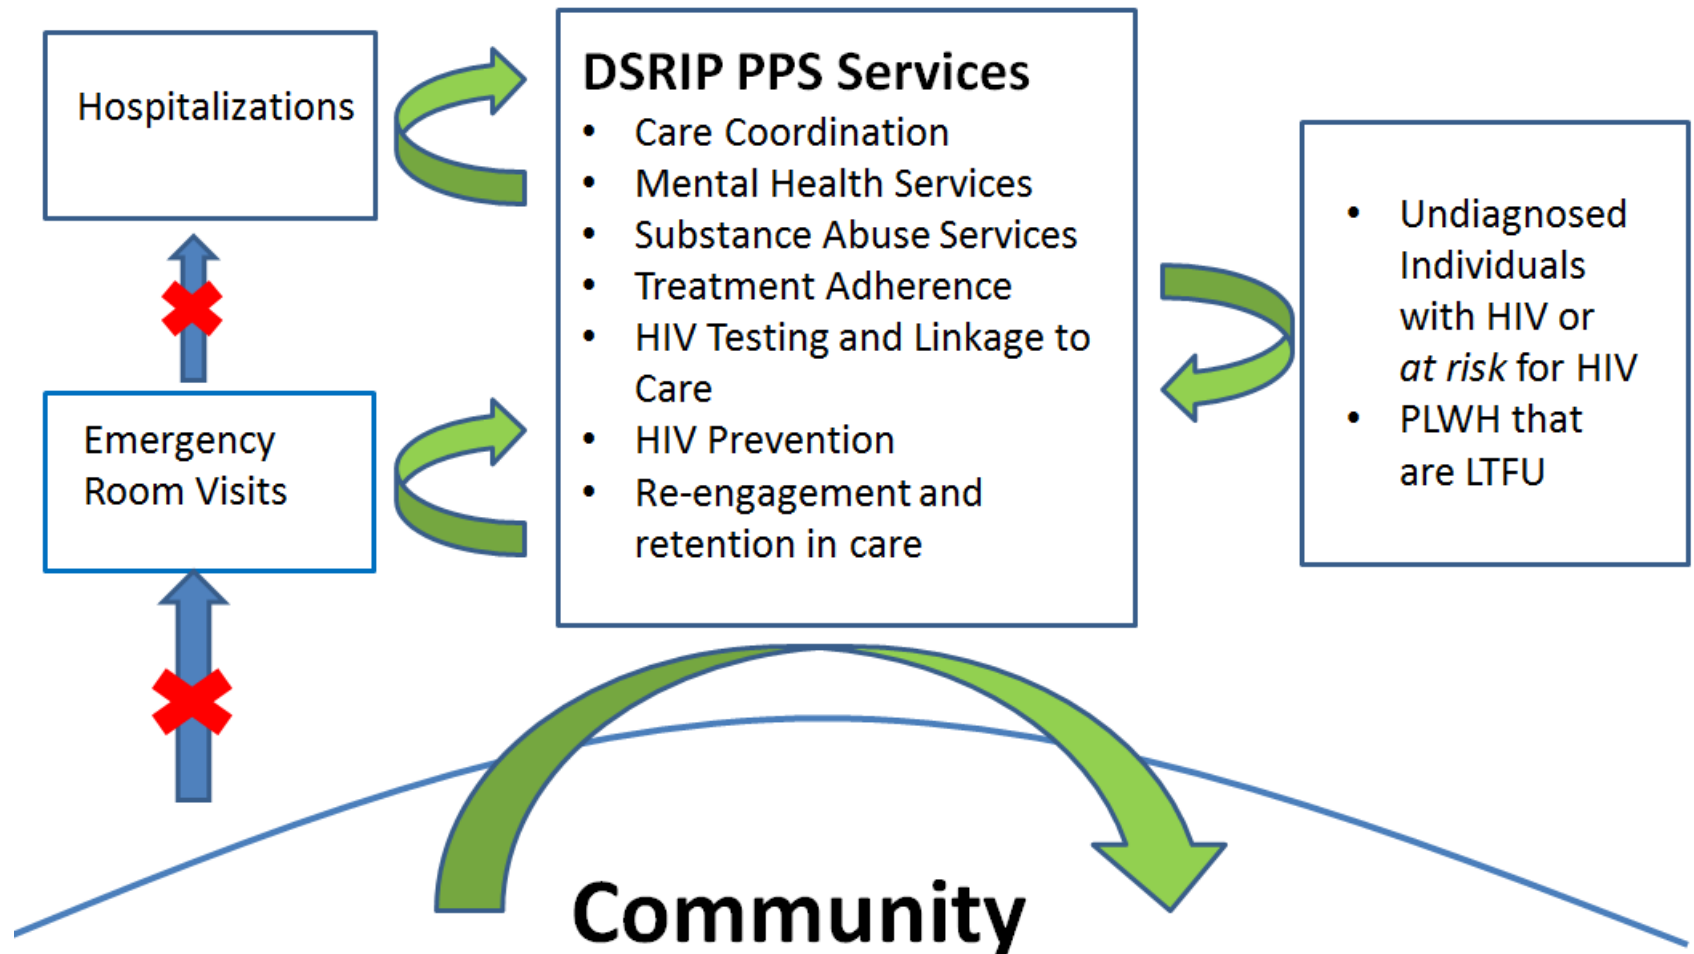 Hospitalizations
Emergency
Room Visits
DSRIP PPS Services
• Care Coordination
• Mental Health Services
• Substance Abuse Services
• Treatment Adherence
• HIV Testing and Linkage to
Care
• HIV Prevention
• Re-engagement and
retention in care
• Undiagnosed
Individuals
with HIV or
at risk for HIV
• PLWH that
are LTFU
Community